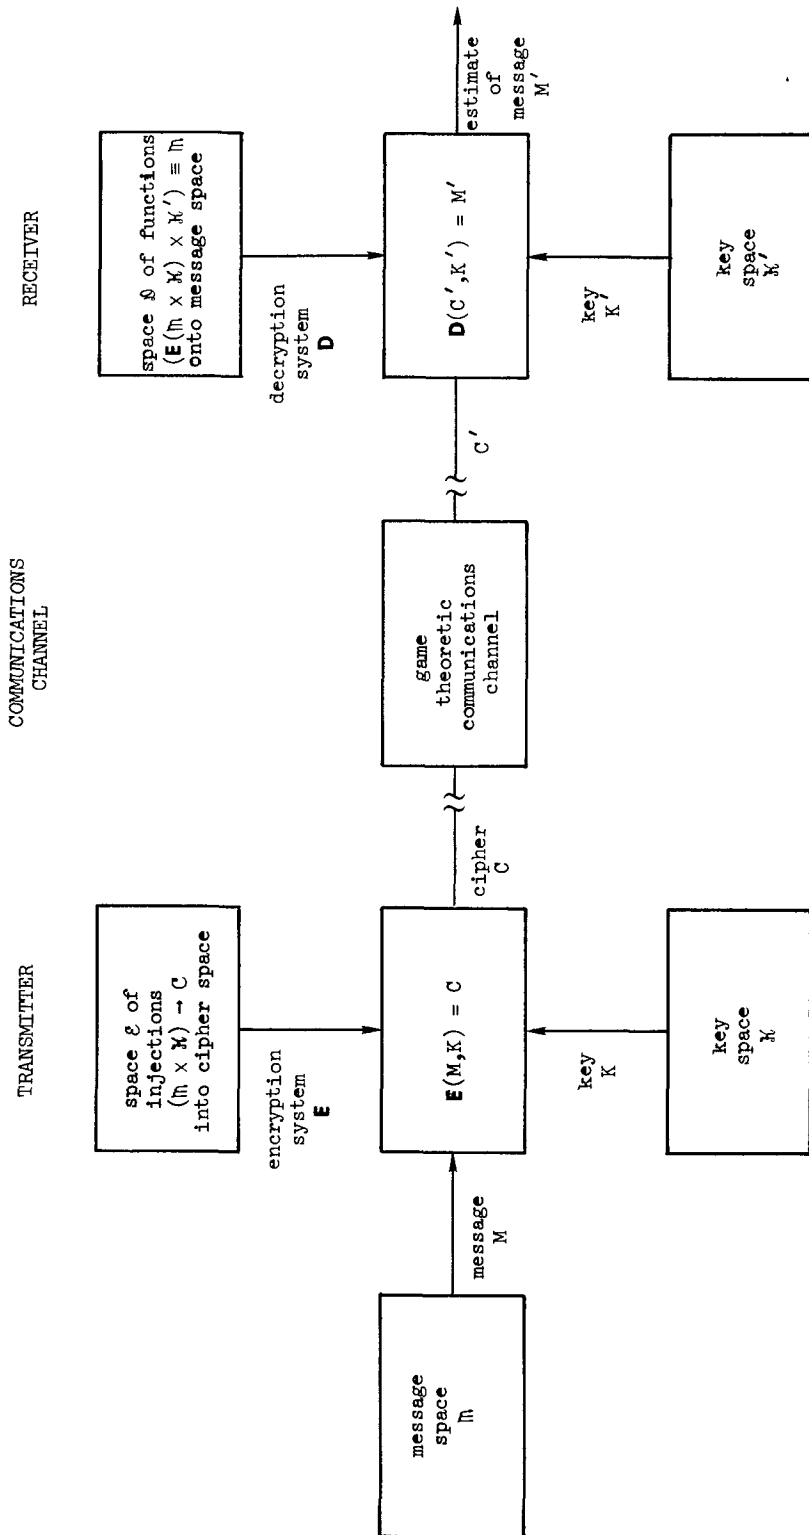 TRANSMITTER
COMMUNICATIONS
CHANNEL
RECEIVER
space ℰ of
injections
(𝔪 × 𝒦) → C
into cipher space
encryption
system
E
message
space
𝔪
message
M
E(M,K) = C
key
K
key
space
𝒦
cipher
C
game
theoretic
communications
channel
C′
space 𝒟 of functions
(E(𝔪 × 𝒦) × 𝒦′) ≡ 𝔪
onto message space
decryption
system
D
D(C′,K′) = M′
key
K′
key
space
𝒦′
estimate
of
message
M′